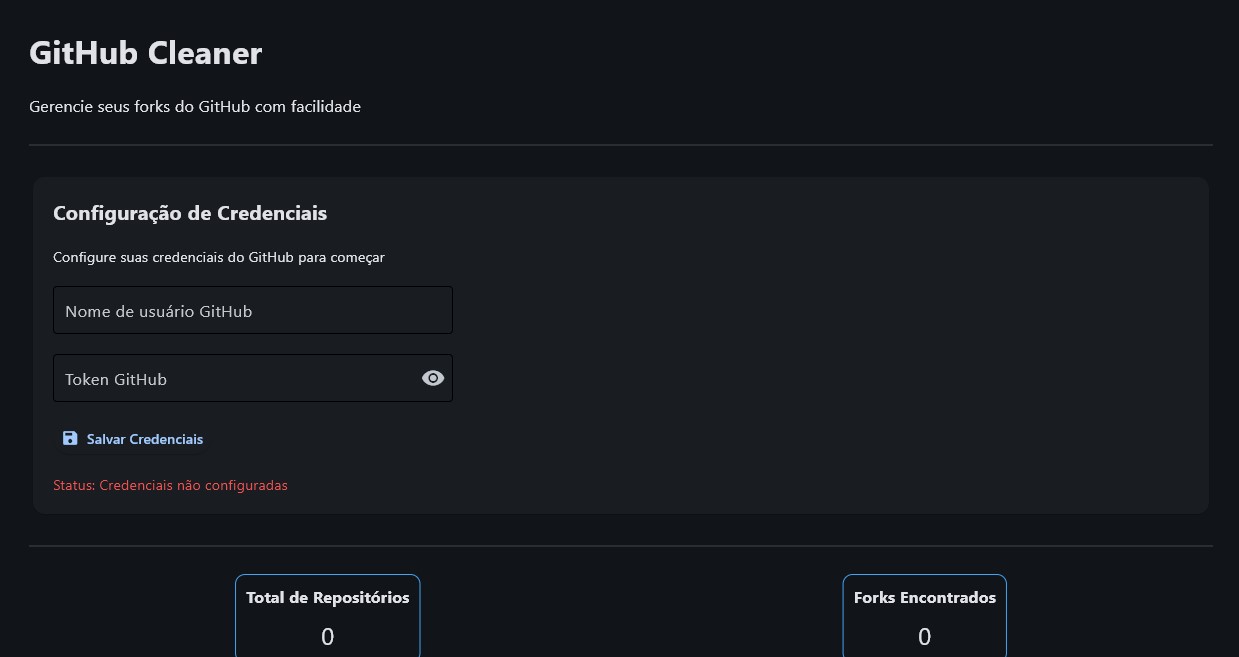 GitHub Cleaner
Gerencie seus forks do GitHub com facilidade
Configuração de Credenciais
Configure suas credenciais do GitHub para começar
Nome de usuário GitHub
Token GitHub
Salvar Credenciais
Status: Credenciais não configuradas
Total de Repositórios
0
Forks Encontrados
0